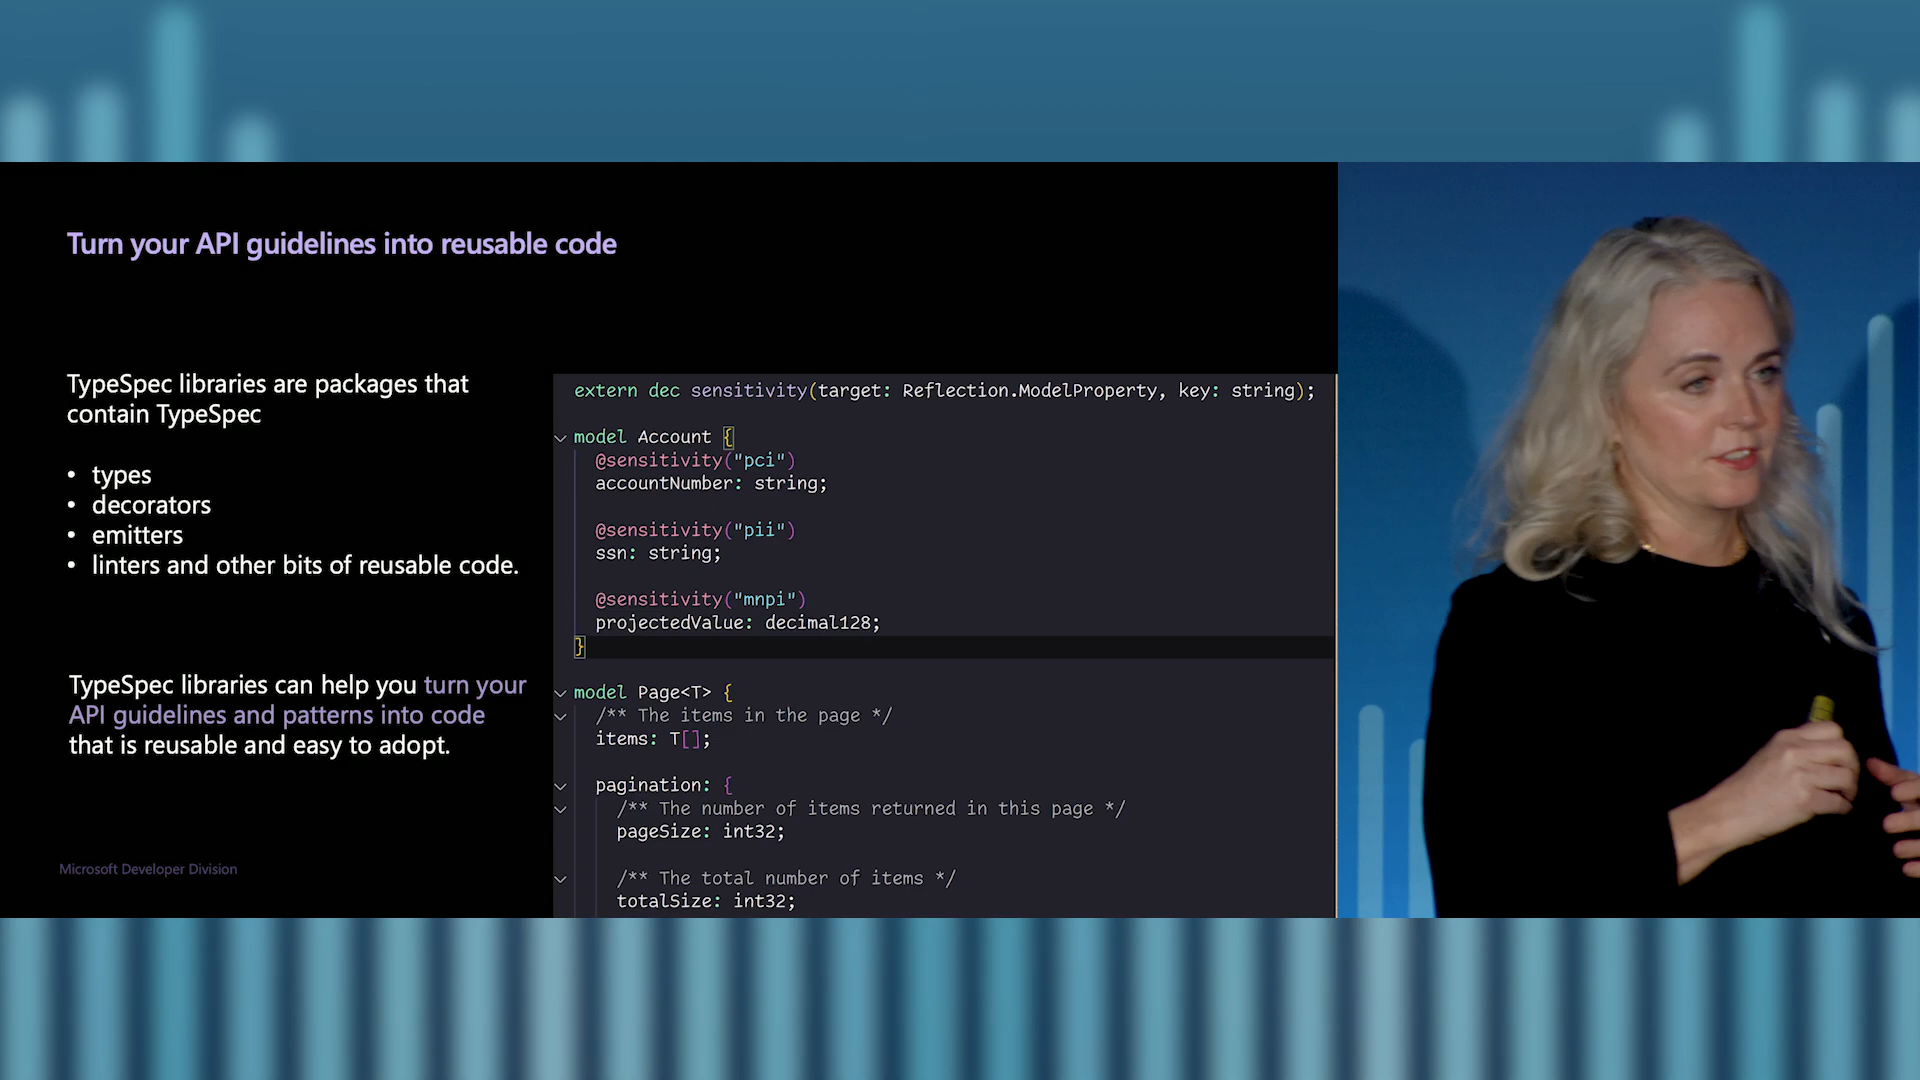 Turn your API guidelines into reusable code
TypeSpec libraries are packages that
contain TypeSpec
• types
• decorators
• emitters
• linters and other bits of reusable code.
TypeSpec libraries can help you turn your
API guidelines and patterns into code
that is reusable and easy to adopt.
Microsoft Developer Division
extern dec sensitivity(target: Reflection.ModelProperty, key: string);
model Account {
@sensitivity("pci")
accountNumber: string;
@sensitivity("pii")
ssn: string;
@sensitivity("mnpi")
projectedValue: decimal128;
}
model Page<T> {
/** The items in the page */
items: T[];
pagination: {
/** The number of items returned in this page */
pageSize: int32;
/** The total number of items */
totalSize: int32;